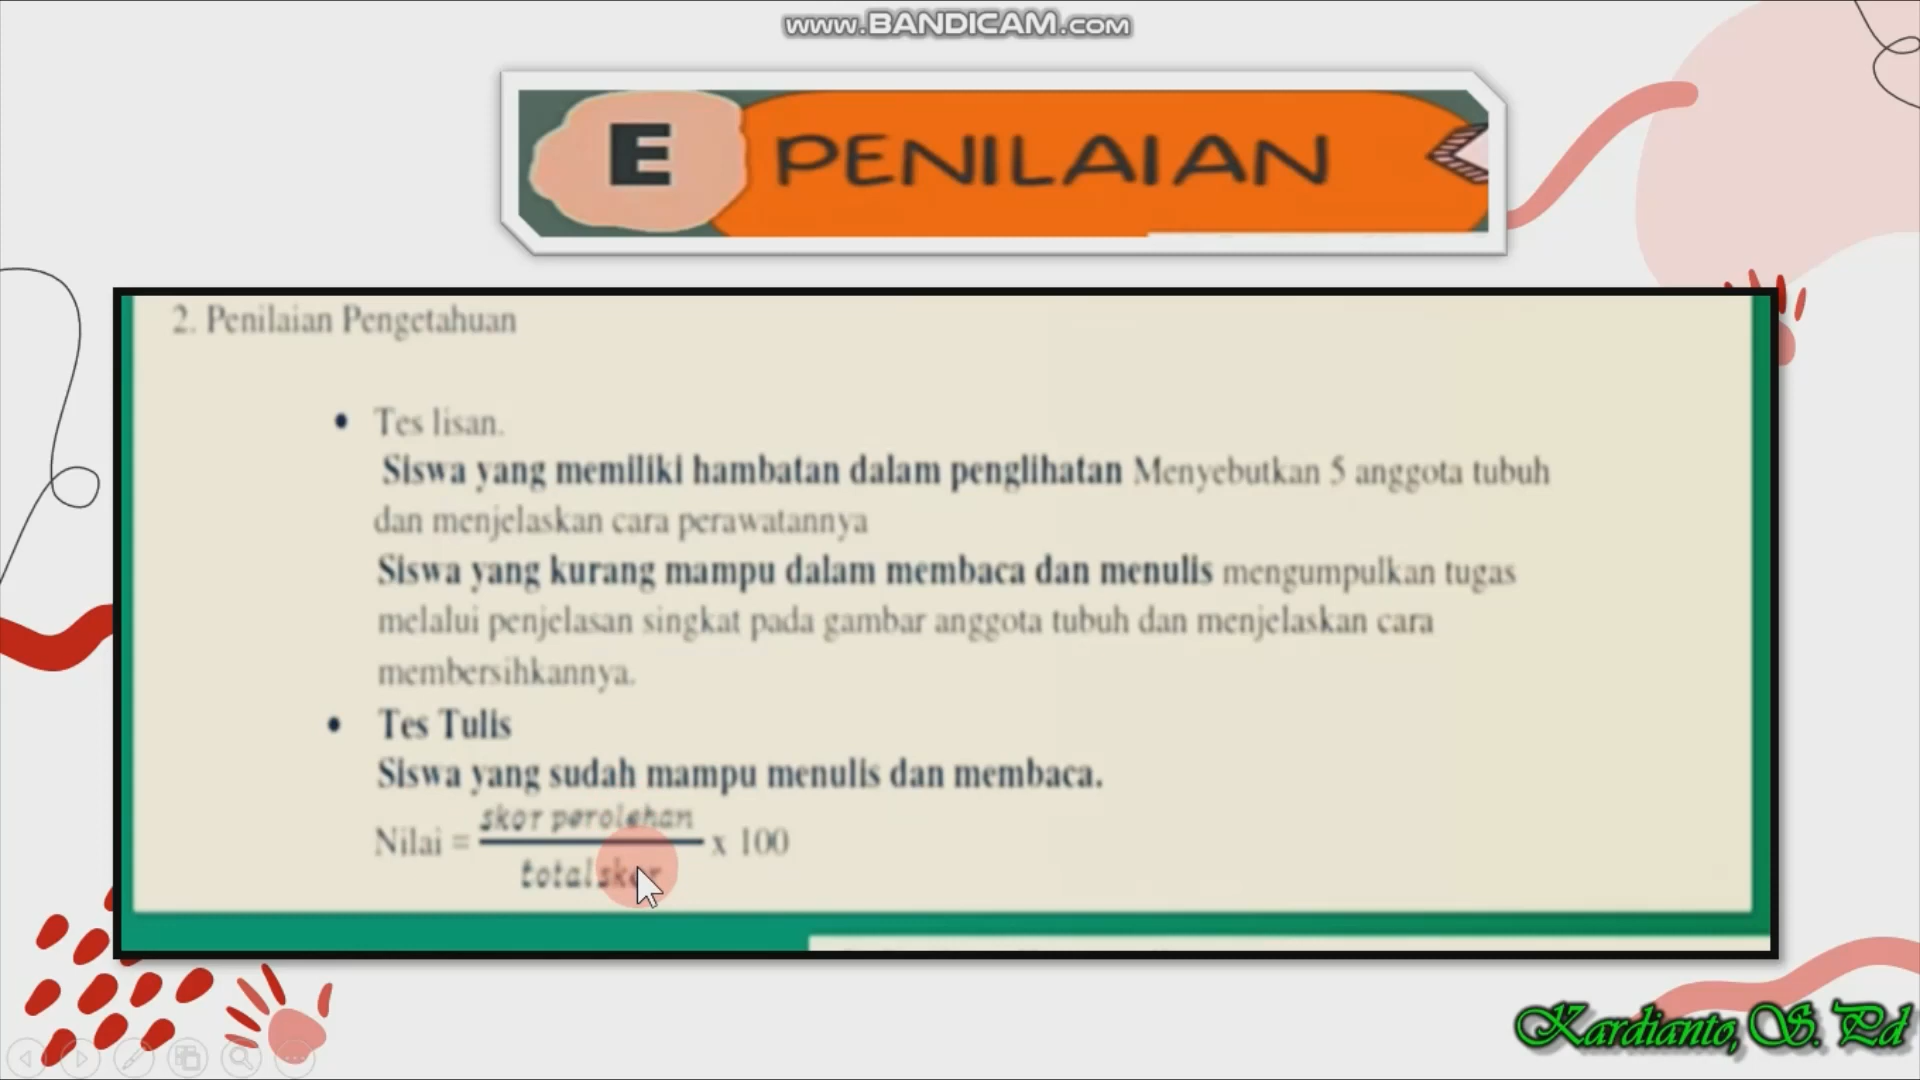 www.BANDICAM.com
E PENILAIAN
2. Penilaian Pengetahuan
• Tes lisan.
Siswa yang memiliki hambatan dalam penglihatan Menyebutkan 5 anggota tubuh
dan menjelaskan cara perawatannya
Siswa yang kurang mampu dalam membaca dan menulis mengumpulkan tugas
melalui penjelasan singkat pada gambar anggota tubuh dan menjelaskan cara
membersihkannya.
• Tes Tulis
Siswa yang sudah mampu menulis dan membaca.
skor perolehan
Nilai = x 100
total skor
Kardianto, S. Pd